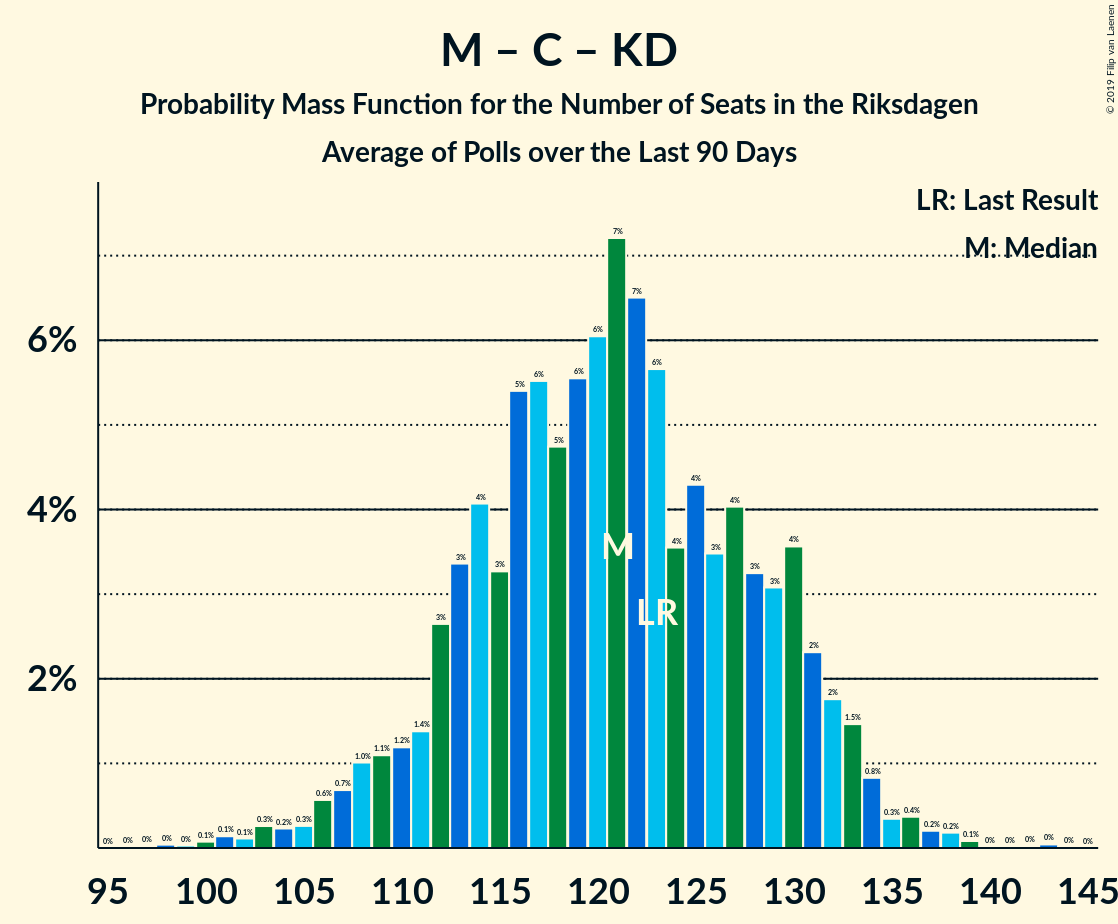 M – C – KD
Probability Mass Function for the Number of Seats in the Riksdagen
Average of Polls over the Last 90 Days
© 2019 Filip van Laenen
LR: Last Result
M: Median
6%
4%
2%
0% 0% 0% 0% 0% 0.1% 0.1% 0.1% 0.3% 0.2% 0.3% 0.6% 0.7% 1.0% 1.1% 1.2% 1.4% 3% 3% 4% 3% 5% 6% 5% 6% 6% 7% 7% 6% 4% 4% 3% 4% 3% 3% 4% 2% 2% 1.5% 0.8% 0.3% 0.4% 0.2% 0.2% 0.1% 0% 0% 0% 0% 0% 0%
M
LR
95 100 105 110 115 120 125 130 135 140 145